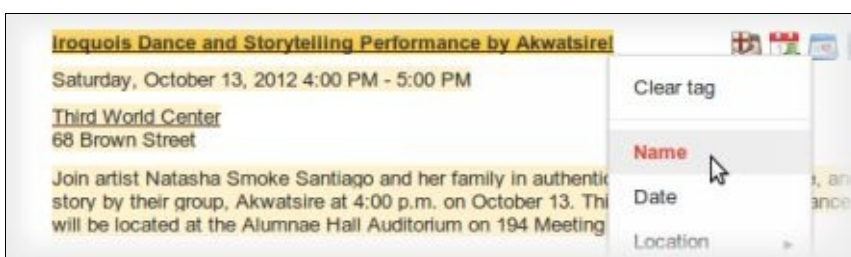 Iroquois Dance and Storytelling Performance by Akwatsire!
Saturday, October 13, 2012 4:00 PM - 5:00 PM
Clear tag
Third World Center
68 Brown Street
Name
Join artist Natasha Smoke Santiago and her family in authentic
story by their group, Akwatsire at 4:00 p.m. on October 13.
Date
will be located at the Alumnae Hall Auditorium on 194 Meeting
Location